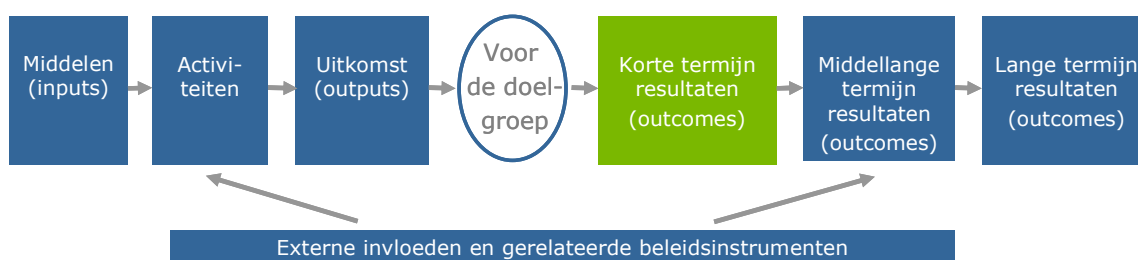 Middelen
(inputs)
Activi-
teiten
Uitkomst
(outputs)
Voor
de doel-
groep
Korte termijn
resultaten
(outcomes)
Middellange
termijn
resultaten
(outcomes)
Lange termijn
resultaten
(outcomes)
Externe invloeden en gerelateerde beleidsinstrumenten